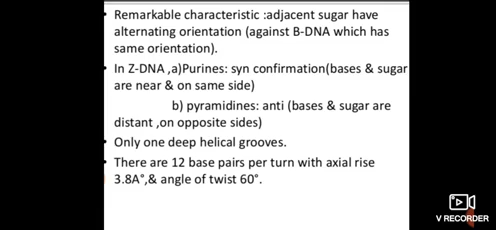 • Remarkable characteristic :adjacent sugar have
alternating orientation (against B-DNA which has
same orientation).
• In Z-DNA ,a)Purines: syn confirmation(bases & sugar
are near & on same side)
b) pyramidines: anti (bases & sugar are
distant ,on opposite sides)
• Only one deep helical grooves.
• There are 12 base pairs per turn with axial rise
3.8A°,& angle of twist 60°.
V RECORDER